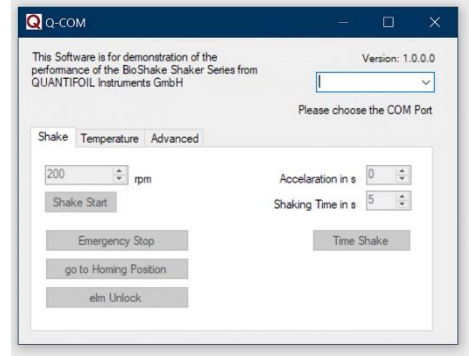 Q Q-COM
This Software is for demonstration of the
performance of the BioShake Shaker Series from
QUANTIFOIL Instruments GmbH
Version: 1.0.0.0
Please choose the COM Port
Shake Temperature Advanced
200 rpm
Shake Start
Accelaration in s 0
Shaking Time in s 5
Emergency Stop
Time Shake
go to Homing Position
elm Unlock